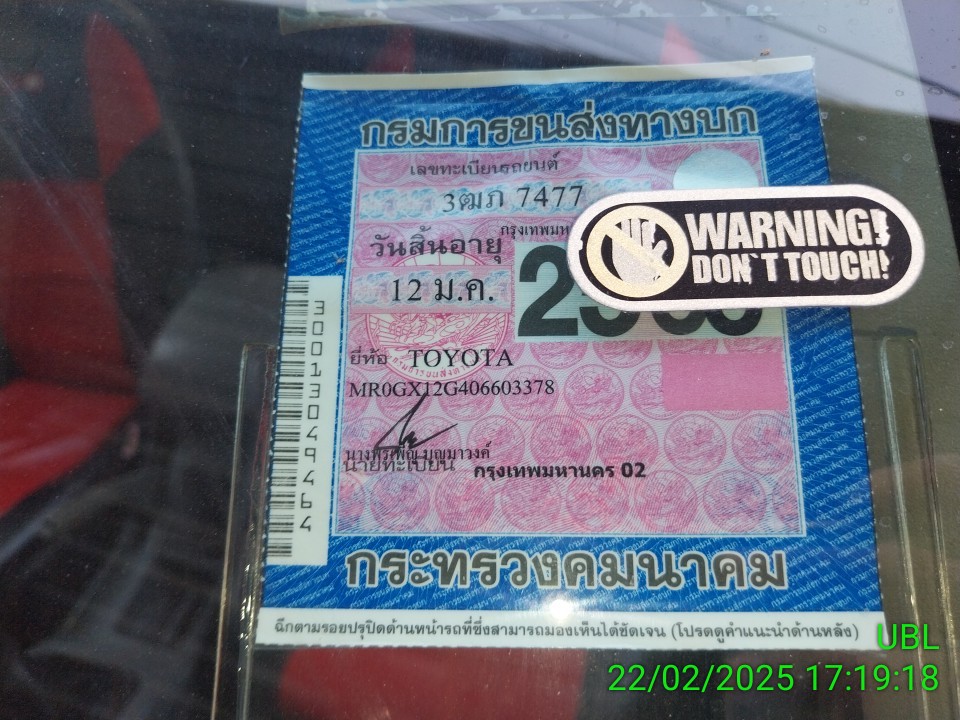 กรมการขนส่งทางบก
เลขทะเบียนรถยนต์
3ฒภ 7477
วันสิ้นอายุ
12 ม.ค.
WARNING!
DON'T TOUCH!
ยี่ห้อ TOYOTA
MR0GX12G406603378
นายทะเบียน
กรุงเทพมหานคร 02
3001304​9464
กระทรวงคมนาคม
ฉีกตามรอยปรุปิดด้านหน้ารถที่ซึ่งสามารถมองเห็นได้ชัดเจน (โปรดดูคำแนะนำด้านหลัง)
UBL
22/02/2025 17:19:18